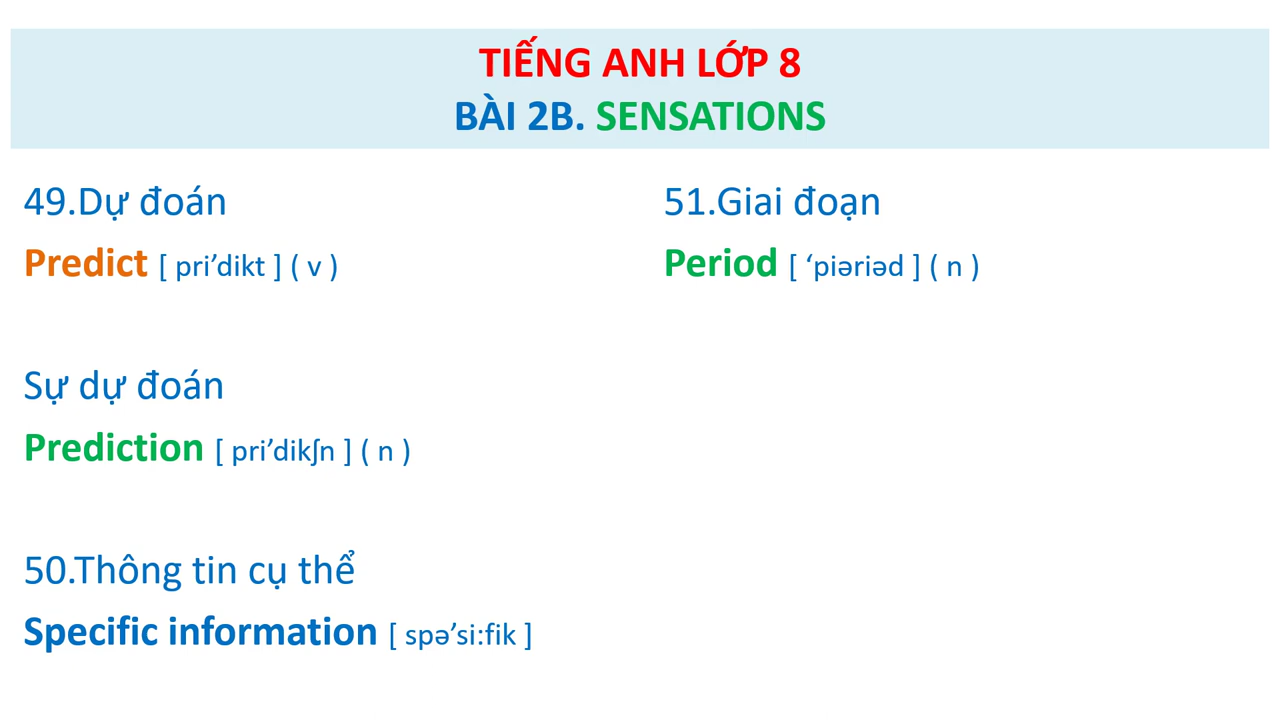 TIẾNG ANH LỚP 8
BÀI 2B. SENSATIONS
49.Dự đoán
Predict [ pri’dikt ] ( v )
Sự dự đoán
Prediction [ pri’dikʃn ] ( n )
50.Thông tin cụ thể
Specific information [ spə’si:fik ]
51.Giai đoạn
Period [ ‘piəriəd ] ( n )